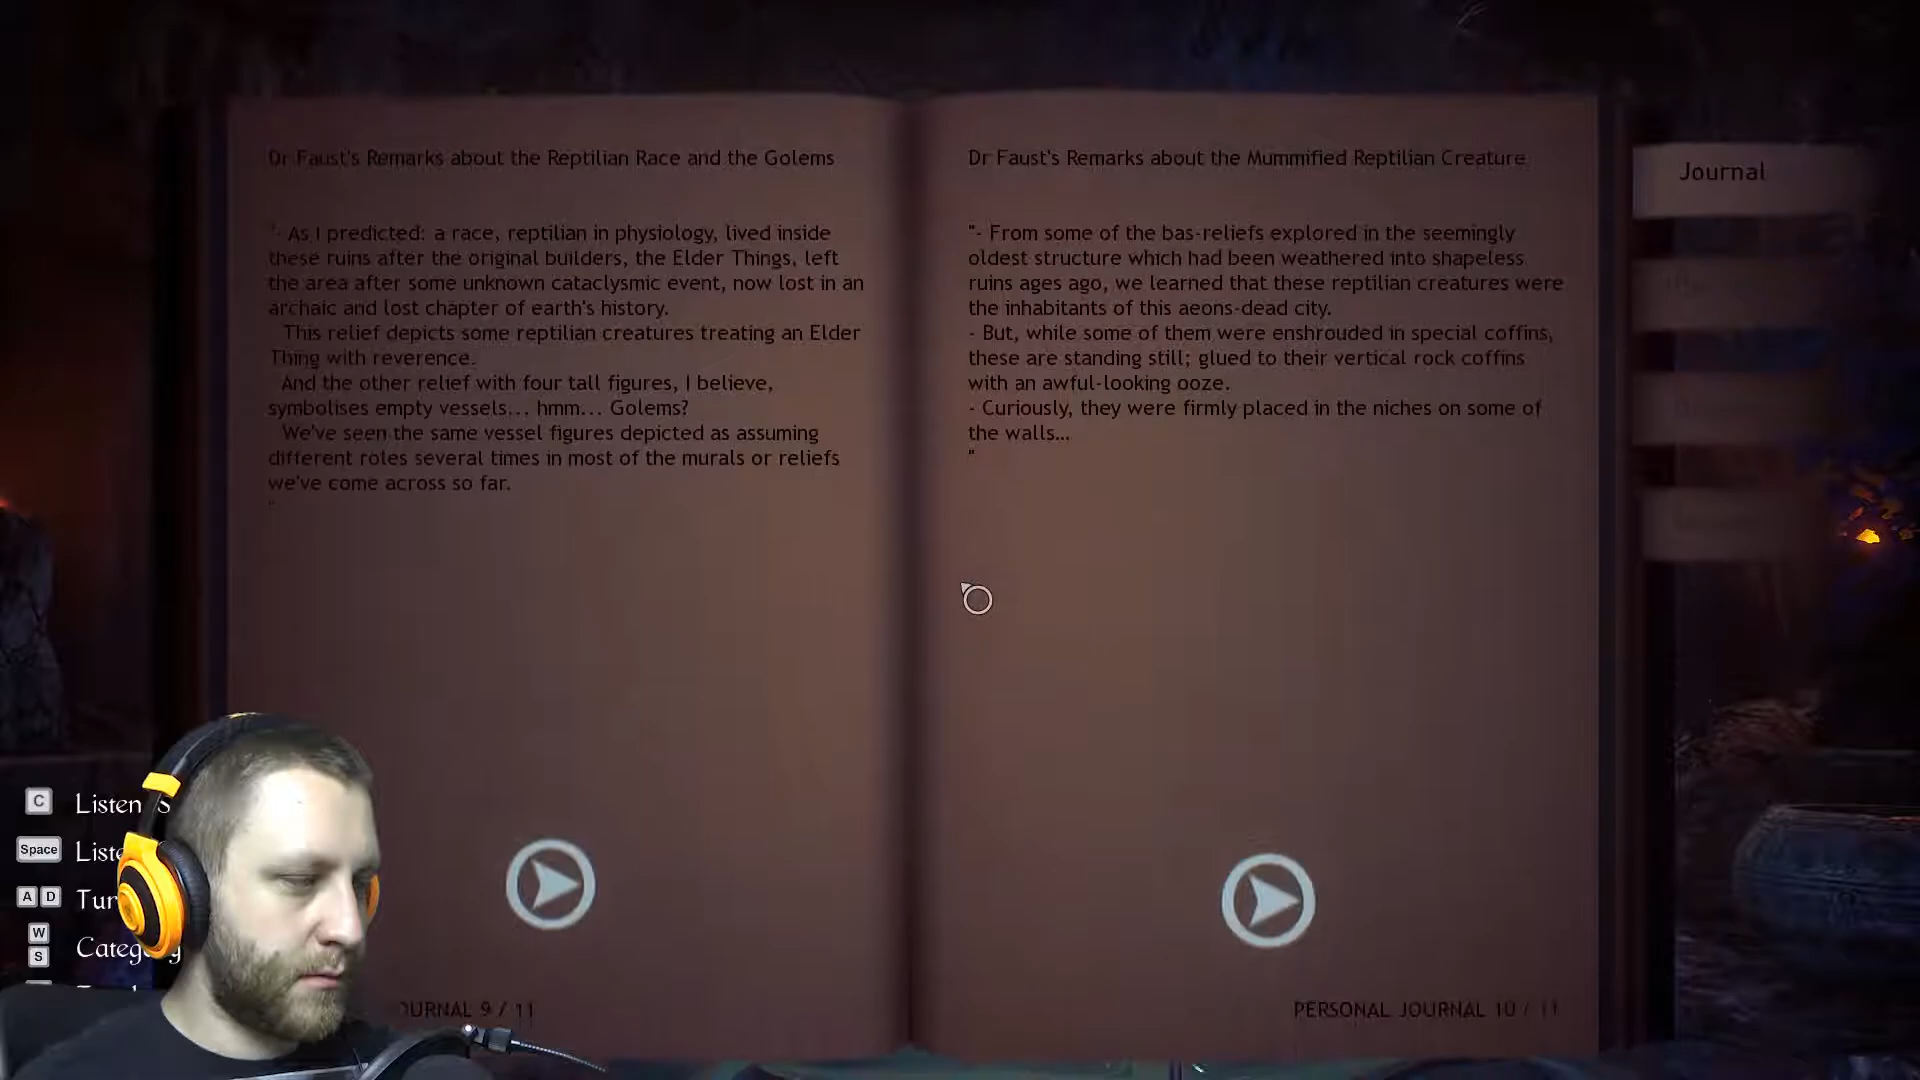 Dr Faust's Remarks about the Reptilian Race and the Golems
"- As I predicted: a race, reptilian in physiology, lived inside
these ruins after the original builders, the Elder Things, left
the area after some unknown cataclysmic event, now lost in an
archaic and lost chapter of earth's history.
This relief depicts some reptilian creatures treating an Elder
Thing with reverence.
And the other relief with four tall figures, I believe,
symbolises empty vessels... hmm... Golems?
We've seen the same vessel figures depicted as assuming
different roles several times in most of the murals or reliefs
we've come across so far.
"
OURNAL 9 / 11
Dr Faust's Remarks about the Mummified Reptilian Creature
"- From some of the bas-reliefs explored in the seemingly
oldest structure which had been weathered into shapeless
ruins ages ago, we learned that these reptilian creatures were
the inhabitants of this aeons-dead city.
- But, while some of them were enshrouded in special coffins,
these are standing still; glued to their vertical rock coffins
with an awful-looking ooze.
- Curiously, they were firmly placed in the niches on some of
the walls...
"
PERSONAL JOURNAL 10 / 11
Journal
C Listen S
Space Liste
A D Tur
W
S Categ y